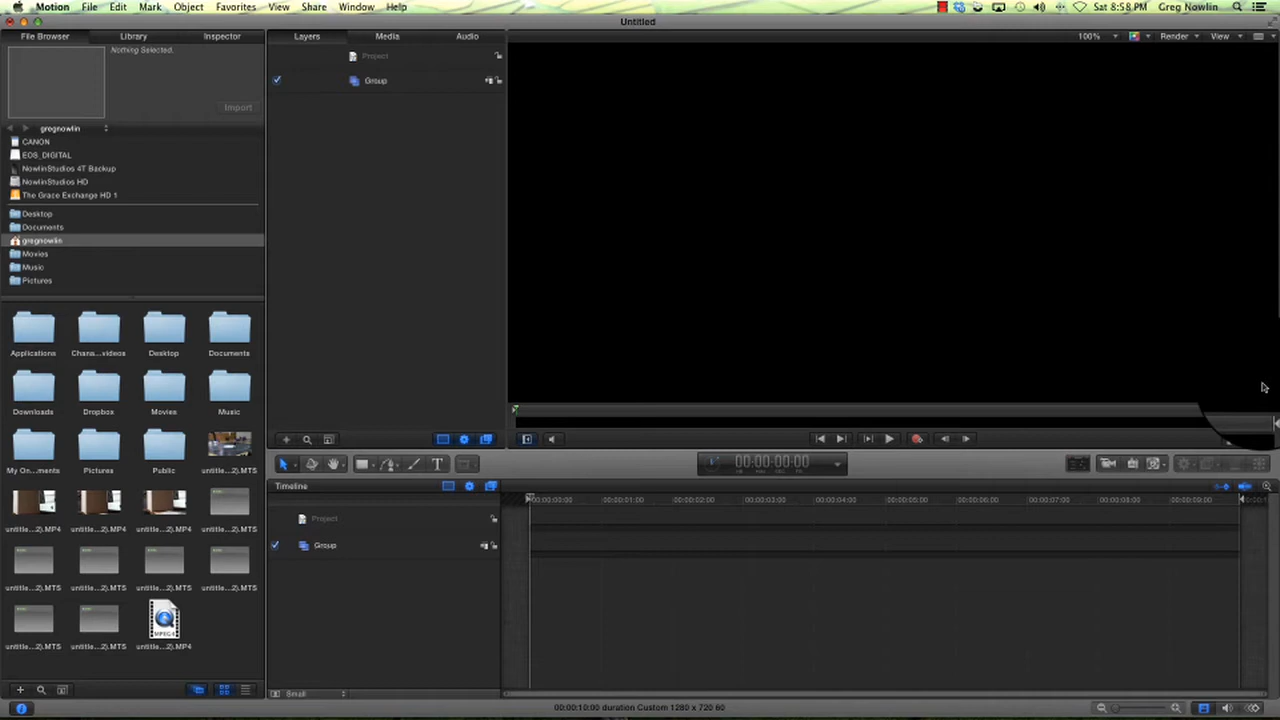 Motion File Edit Mark Object Favorites View Share Window Help Sat 8:58 PM Greg Nowlin
Untitled
File Browser Library Inspector Layers Media Audio 100% Render View
Nothing Selected.
Project
Group
Import
gregnowlin
CANON
EOS_DIGITAL
NowlinStudios 4T Backup
NowlinStudios HD
The Grace Exchange HD 1
Desktop
Documents
gregnowlin
Movies
Music
Pictures
Applications Chana...videos Desktop Documents
Downloads Dropbox Movies Music
My On...ments Pictures Public untitle...2).MTS
untitle...2).MP4 untitle...2).MP4 untitle...2).MP4 untitle...2).MTS
untitle...2).MTS untitle...2).MTS untitle...2).MTS untitle...2).MTS
untitle...2).MTS untitle...2).MTS untitle...2).MP4
MPEG4
T 00:00:00:00
Timeline
00:00:00:00 00:00:01:00 00:00:02:00 00:00:03:00 00:00:04:00 00:00:05:00 00:00:06:00 00:00:07:00 00:00:08:00 00:00:09:00
Project
Group
Small
00:00:10:00 duration Custom 1280 x 720 60